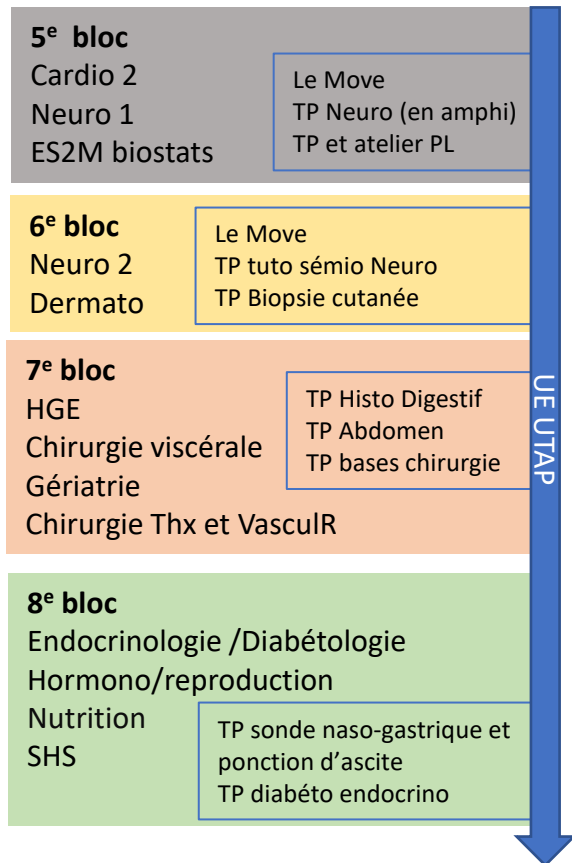 5e bloc
Cardio 2
Neuro 1
ES2M biostats
Le Move
TP Neuro (en amphi)
TP et atelier PL
6e bloc
Neuro 2
Dermato
Le Move
TP tuto sémio Neuro
TP Biopsie cutanée
7e bloc
HGE
Chirurgie viscérale
Gériatrie
Chirurgie Thx et VasculR
TP Histo Digestif
TP Abdomen
TP bases chirurgie
8e bloc
Endocrinologie /Diabétologie
Hormono/reproduction
Nutrition
SHS
TP sonde naso-gastrique et
ponction d'ascite
TP diabéto endocrino
UE UTAP